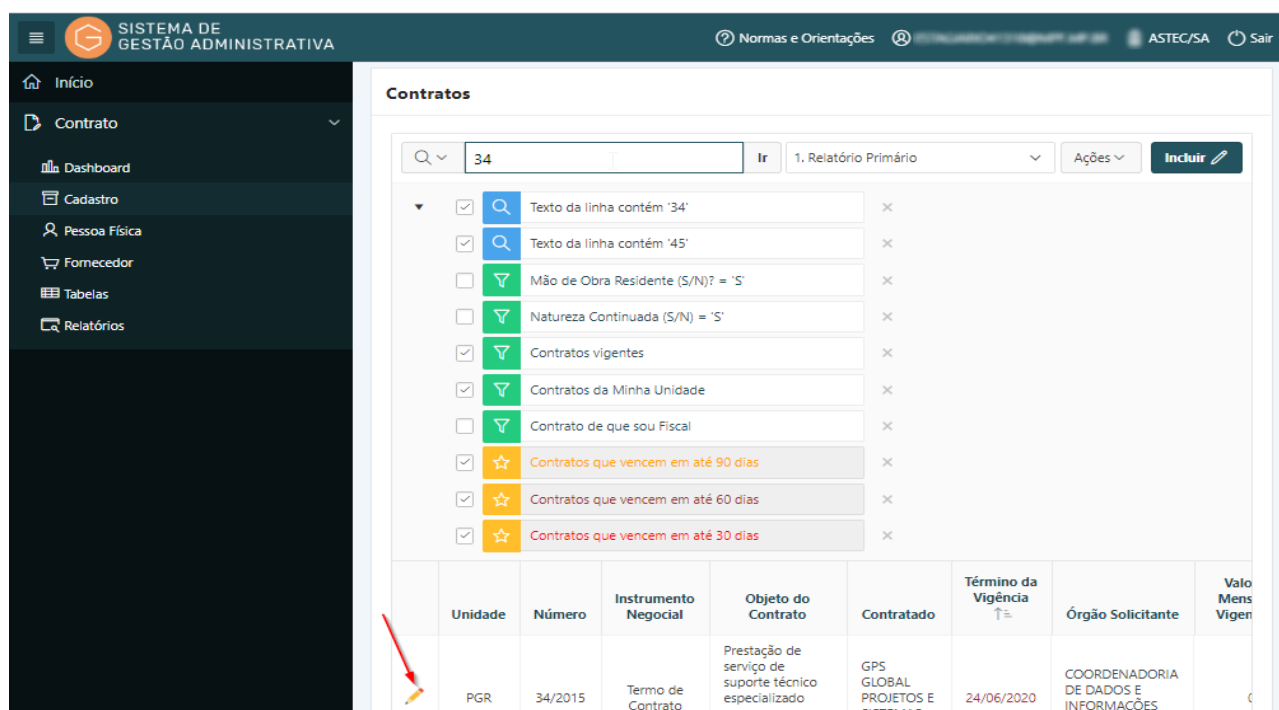 SISTEMA DE
GESTÃO ADMINISTRATIVA
Normas e Orientações
ASTEC/SA
Sair
Início
Contrato
Dashboard
Cadastro
Pessoa Física
Fornecedor
Tabelas
Relatórios
Contratos
34
Ir
1. Relatório Primário
Ações
Incluir
Texto da linha contém '34'
Texto da linha contém '45'
Mão de Obra Residente (S/N)? = 'S'
Natureza Continuada (S/N) = 'S'
Contratos vigentes
Contratos da Minha Unidade
Contrato de que sou Fiscal
Contratos que vencem em até 90 dias
Contratos que vencem em até 60 dias
Contratos que vencem em até 30 dias
Unidade
Número
Instrumento
Negocial
Objeto do
Contrato
Contratado
Término da
Vigência
Órgão Solicitante
Valo
Mens
Vigen
PGR
34/2015
Termo de
Contrato
Prestação de
serviço de
suporte técnico
especializado
GPS
GLOBAL
PROJETOS E
24/06/2020
COORDENADORIA
DE DADOS E
INFORMAÇÕES